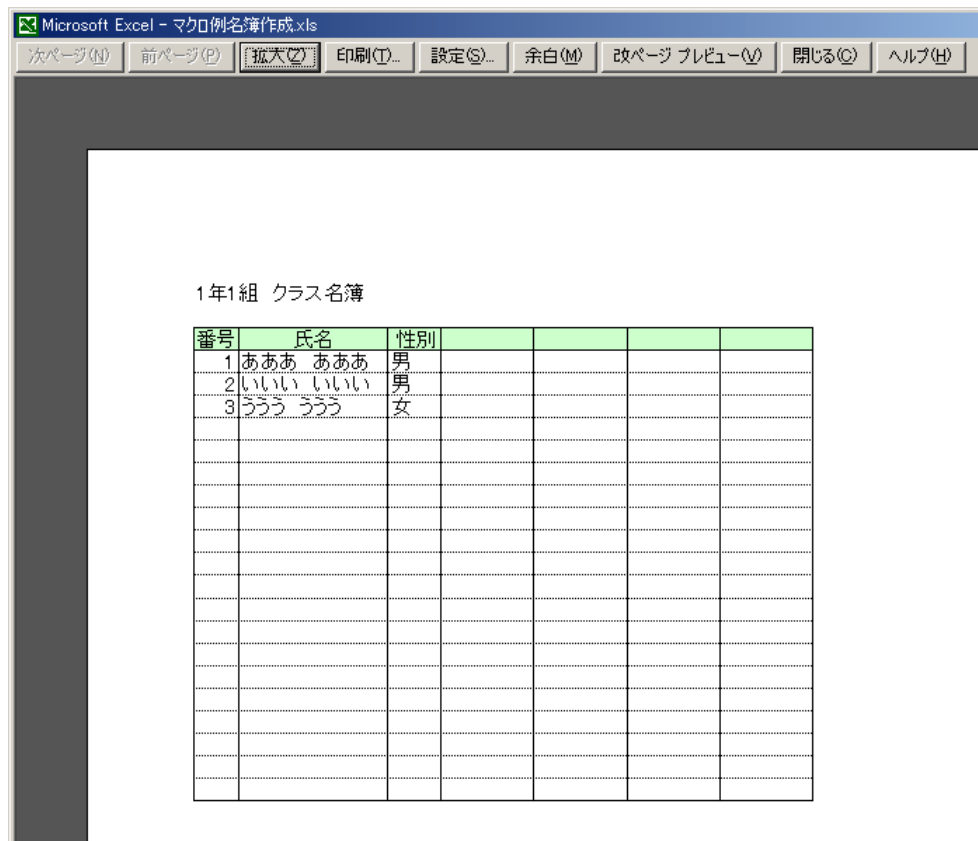 Microsoft Excel - マクロ例名簿作成.xls
次ページ(N) 前ページ(P) 拡大(Z) 印刷(T)... 設定(S)... 余白(M) 改ページ プレビュー(V) 閉じる(C) ヘルプ(H)
1年1組 クラス名簿
番号 氏名 性別
1 あああ あああ 男
2 いいい いいい 男
3 ううう ううう 女